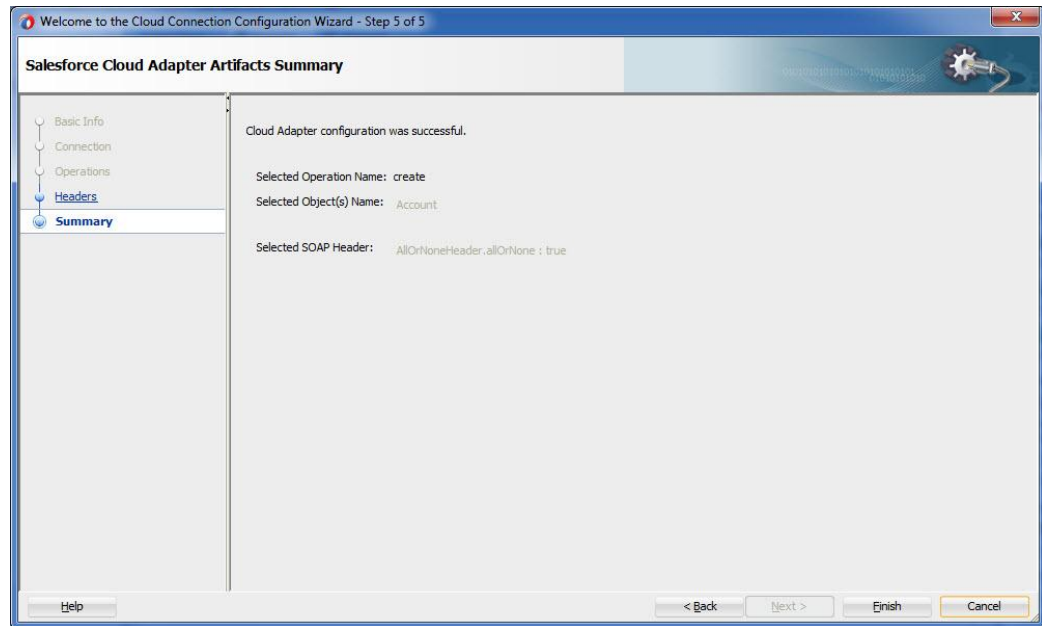 Welcome to the Cloud Connection Configuration Wizard - Step 5 of 5
Salesforce Cloud Adapter Artifacts Summary
Basic Info
Connection
Operations
Headers
Summary
Cloud Adapter configuration was successful.
Selected Operation Name: create
Selected Object(s) Name: Account
Selected SOAP Header: AllOrNoneHeader.allOrNone : true
Help
< Back
Next >
Finish
Cancel